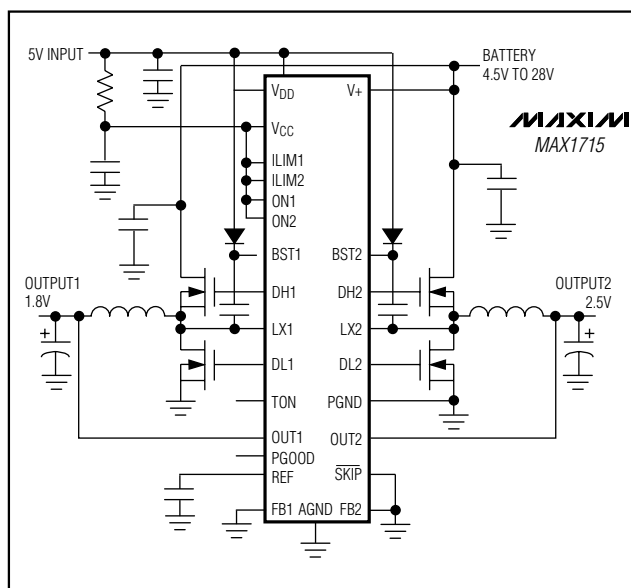 5V INPUT
BATTERY
4.5V TO 28V
VDD
V+
VCC
MAXIM
MAX1715
ILIM1
ILIM2
ON1
ON2
BST1
BST2
OUTPUT1
1.8V
DH1
DH2
OUTPUT2
2.5V
+
LX1
LX2
+
DL1
DL2
TON
PGND
OUT1
OUT2
PGOOD
REF
SKIP
FB1
AGND
FB2